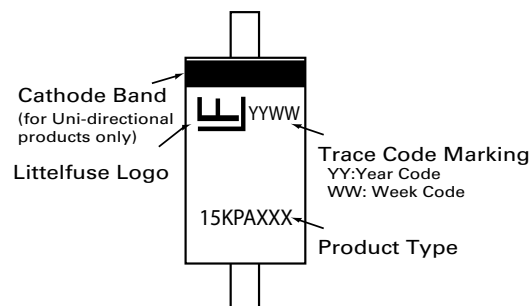 Cathode Band
(for Uni-directional
products only)
Littelfuse Logo
YYWW
Trace Code Marking
YY:Year Code
WW: Week Code
15KPAXXX
Product Type